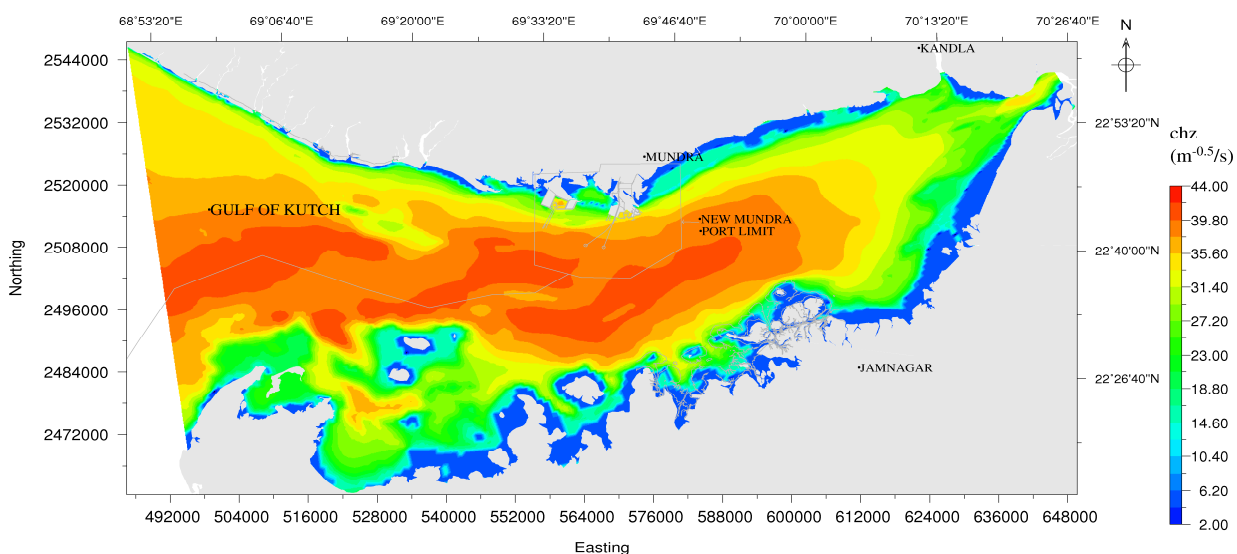 68°53'20"E 69°06'40"E 69°20'00"E 69°33'20"E 69°46'40"E 70°00'00"E 70°13'20"E 70°26'40"E
N
2544000
KANDLA
2532000
22°53'20"N
chz
(m-0.5/s)
MUNDRA
2520000
44.00
GULF OF KUTCH
NEW MUNDRA
39.80
PORT LIMIT
2508000
22°40'00"N
35.60
Northing
31.40
2496000
27.20
23.00
2484000
JAMNAGAR
22°26'40"N
18.80
14.60
2472000
10.40
6.20
492000 504000 516000 528000 540000 552000 564000 576000 588000 600000 612000 624000 636000 648000
2.00
Easting